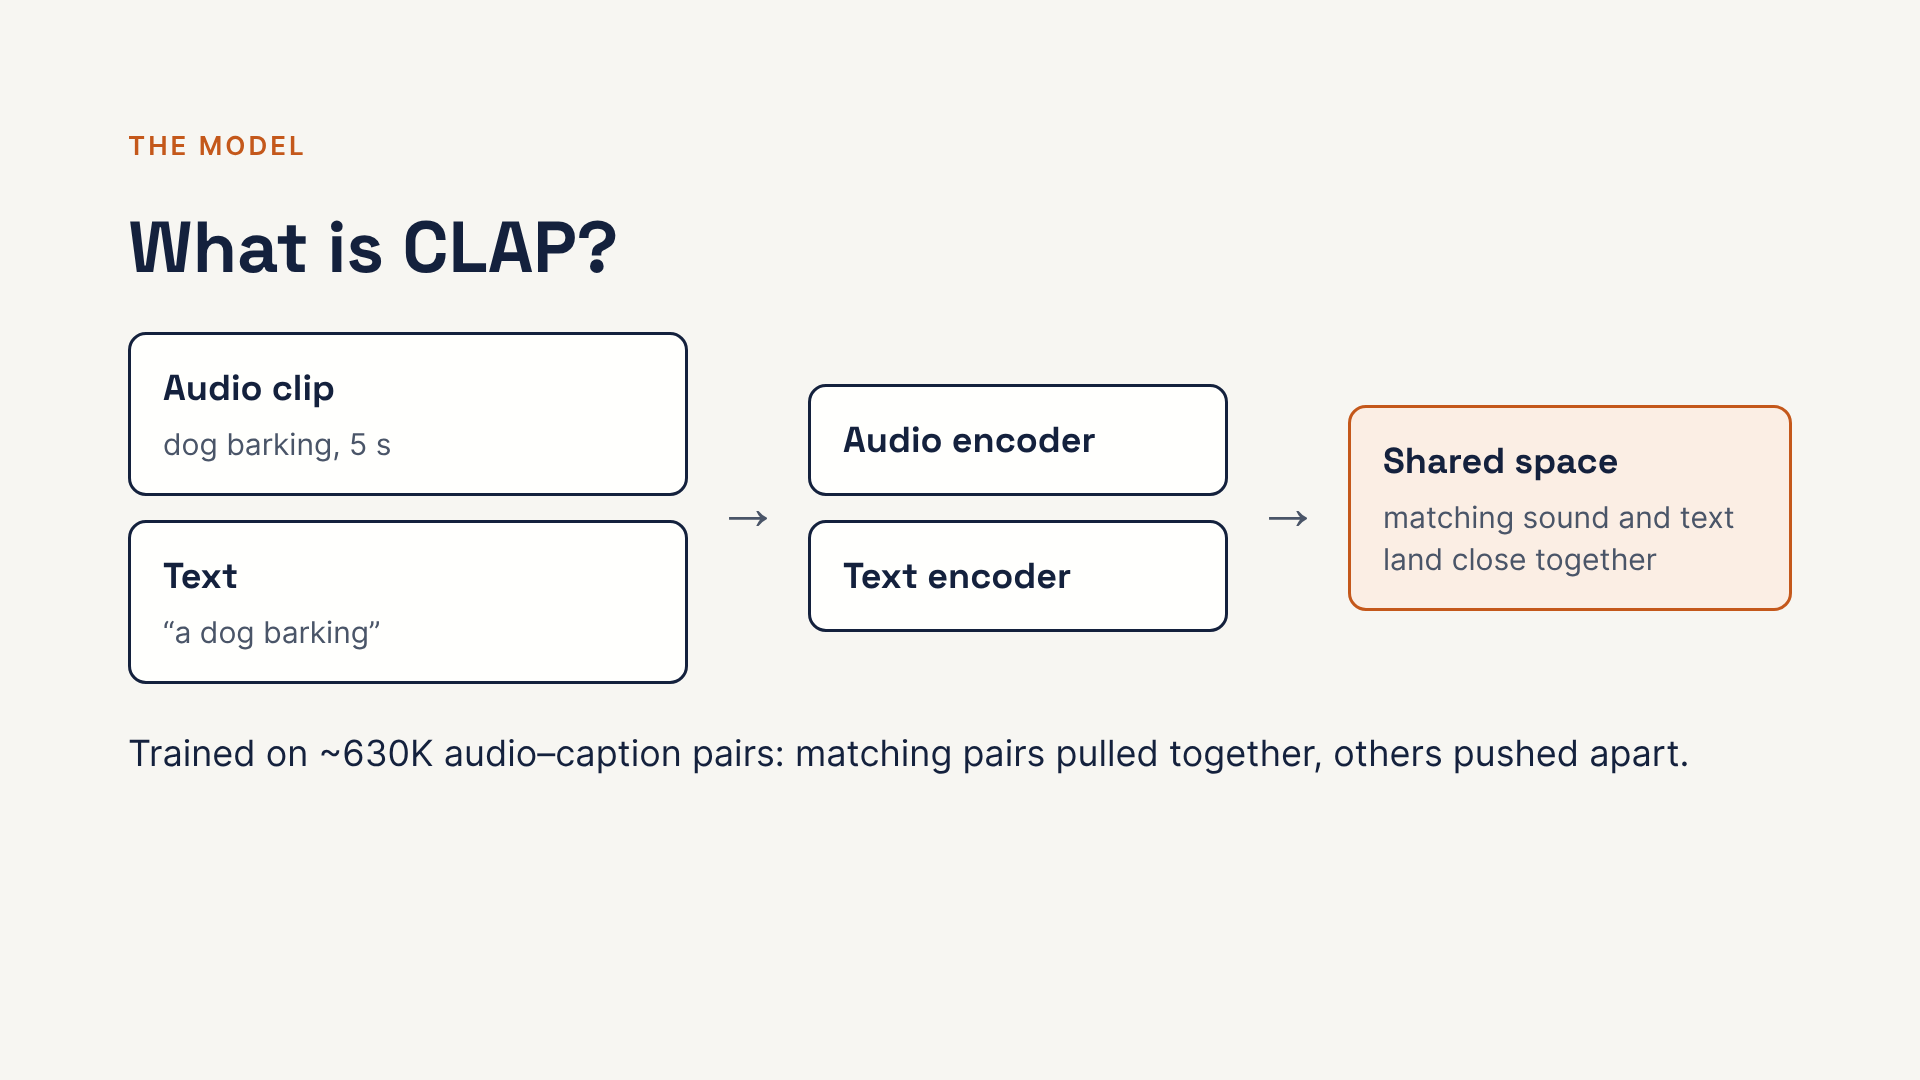 THE MODEL
What is CLAP?
Audio clip
dog barking, 5 s
Text
“a dog barking”
→
Audio encoder
Text encoder
→
Shared space
matching sound and text
land close together
Trained on ~630K audio–caption pairs: matching pairs pulled together, others pushed apart.